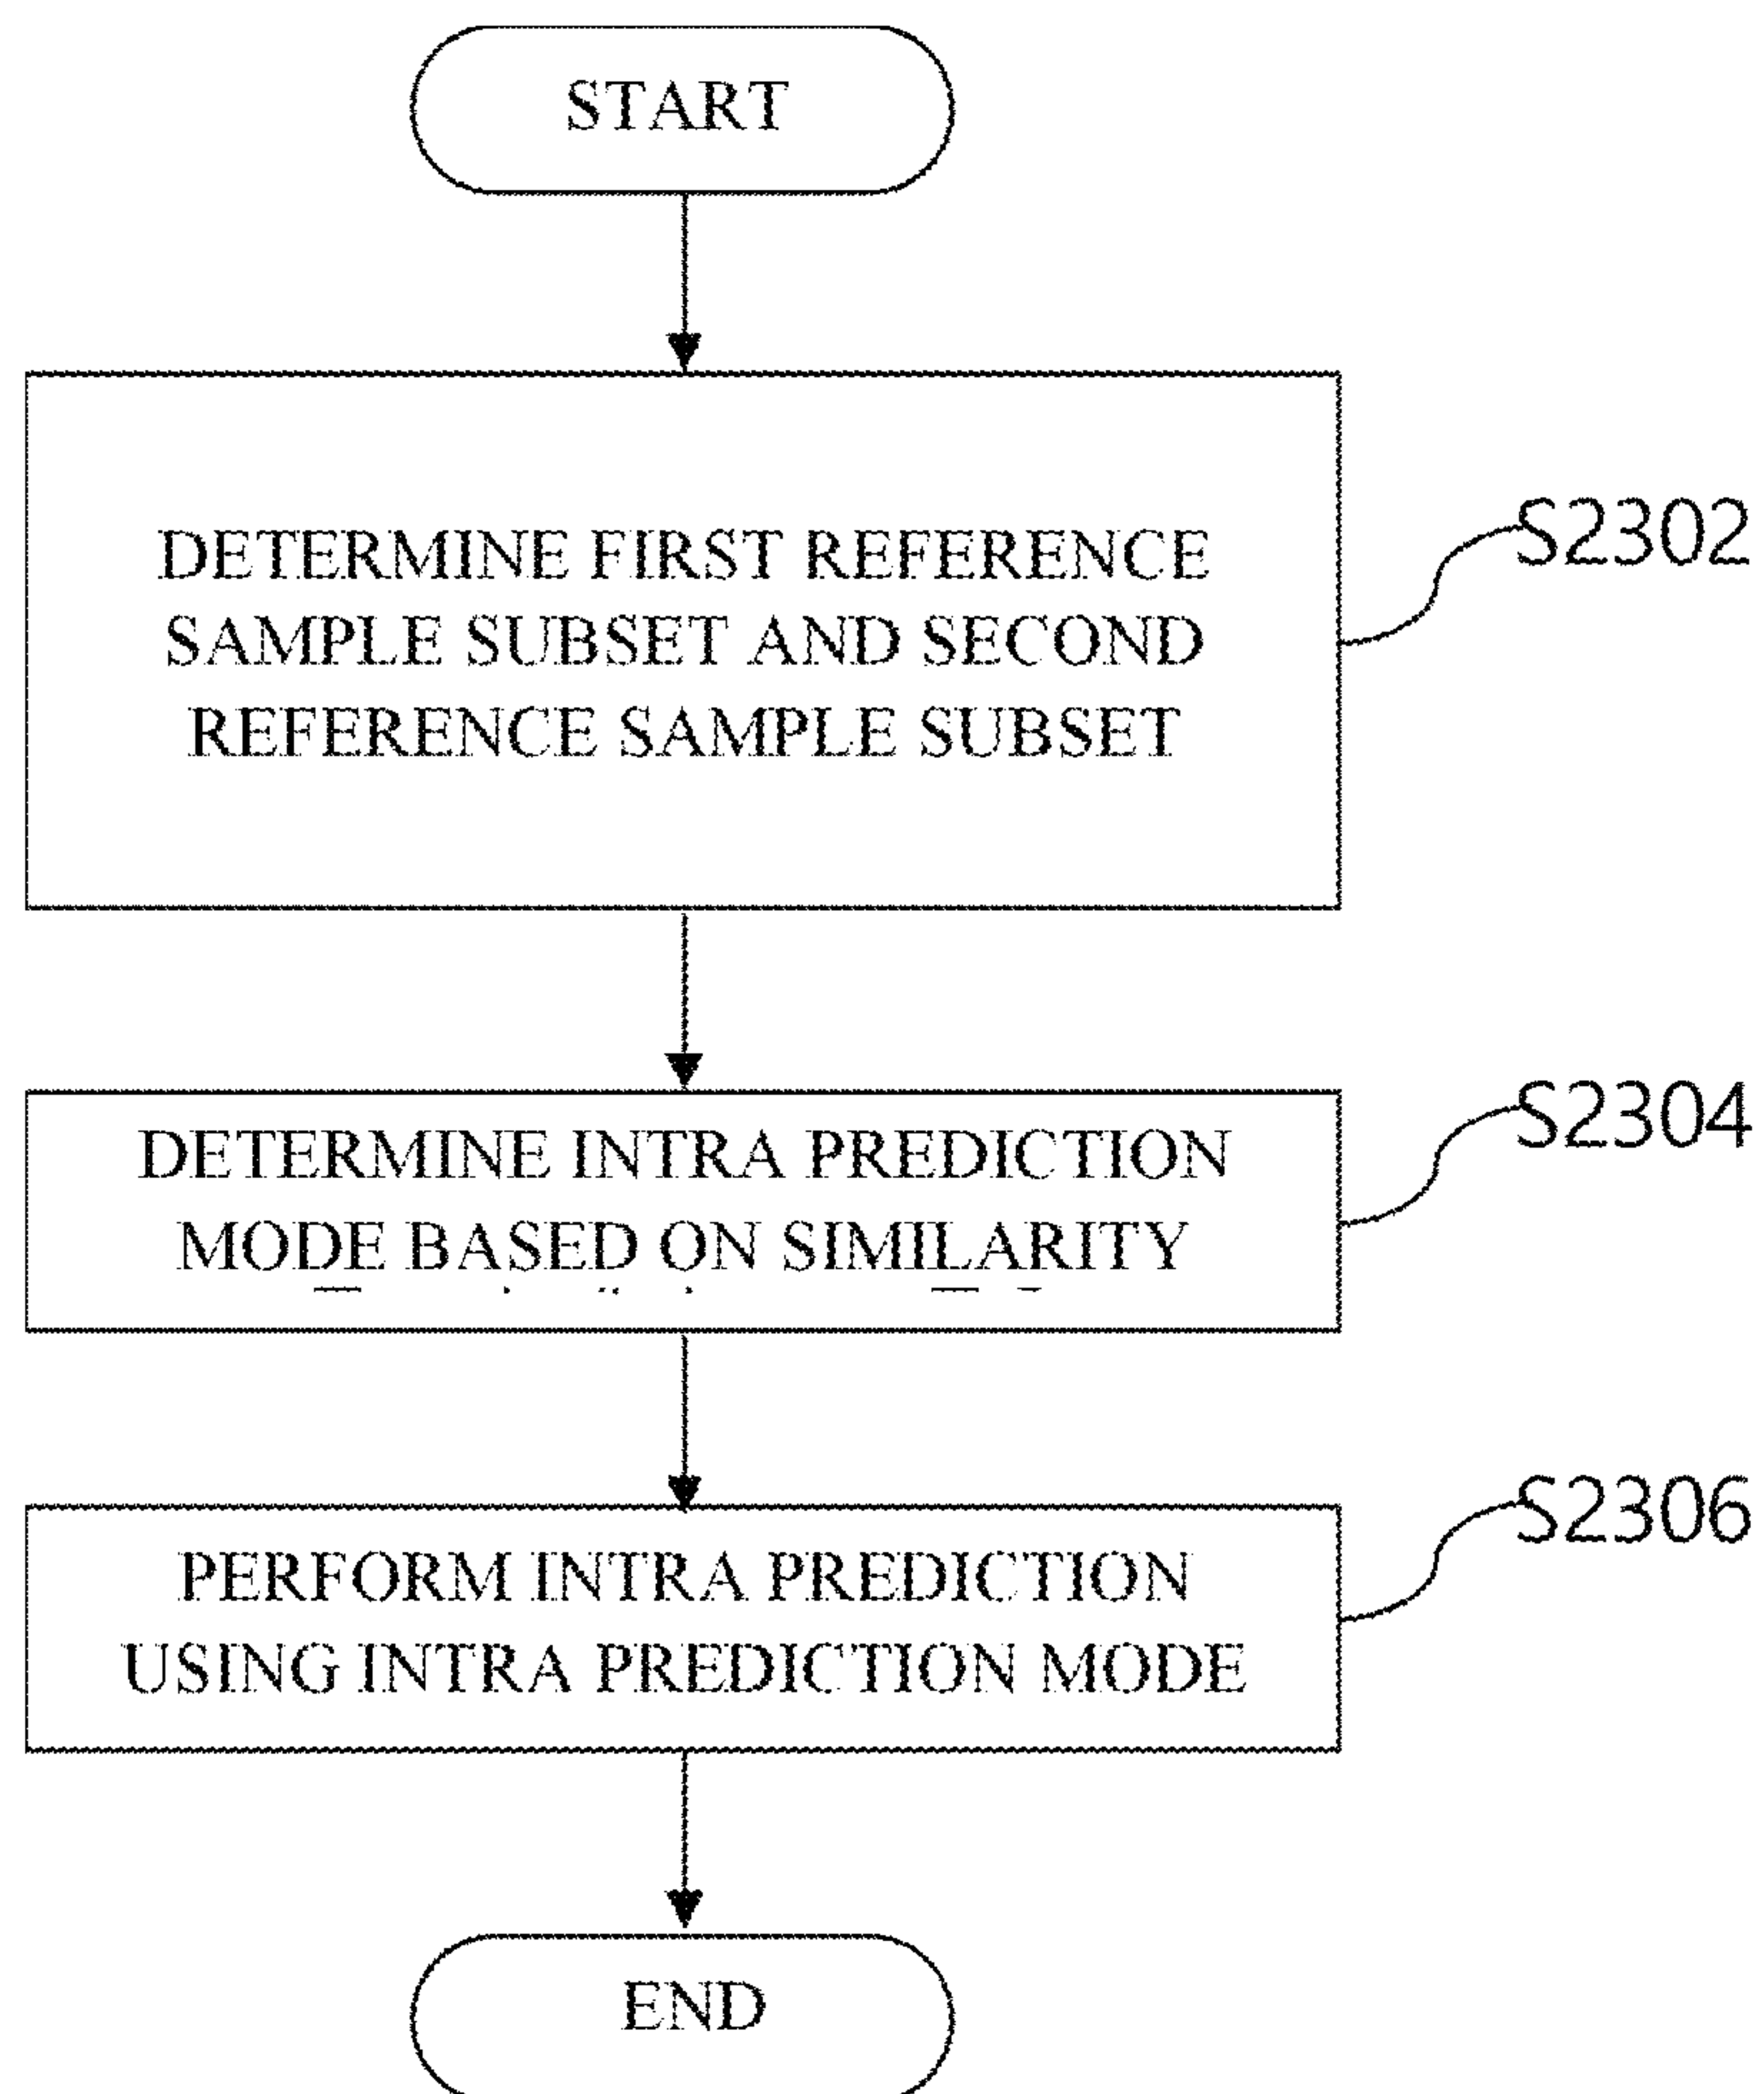 START
DETERMINE FIRST REFERENCE
SAMPLE SUBSET AND SECOND
REFERENCE SAMPLE SUBSET
S2302
DETERMINE INTRA PREDICTION
MODE BASED ON SIMILARITY
S2304
PERFORM INTRA PREDICTION
USING INTRA PREDICTION MODE
S2306
END